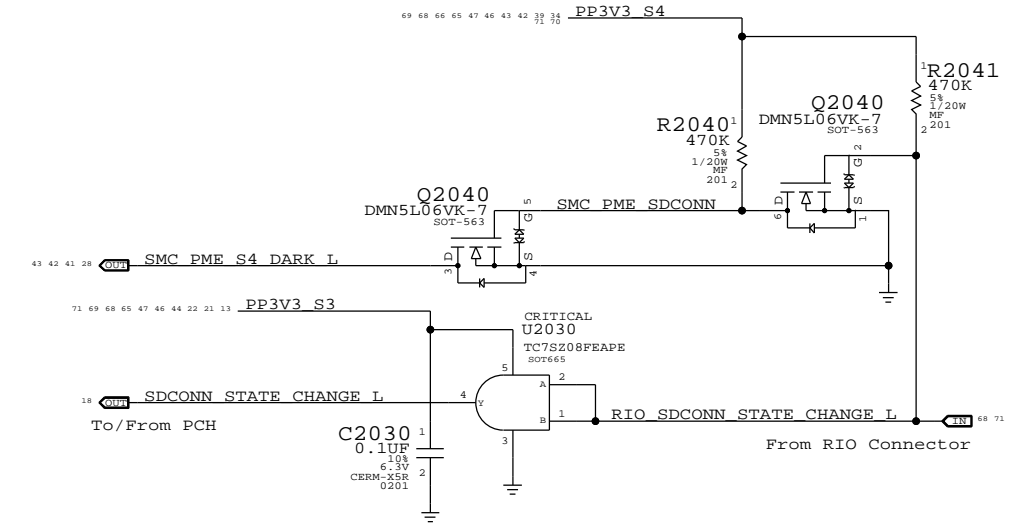 69 68 66 65 47 46 43 42 39 34
71 70
PP3V3_S4
R2041
470K
5%
1/20W
MF
201
1
2
Q2040
DMN5L06VK-7
SOT-563
R2040
470K
5%
1/20W
MF
201
1
2
G 2
D 6
S 1
Q2040
DMN5L06VK-7
SOT-563
G 5
D 3
S 4
SMC_PME_SDCONN
43 42 41 28 OUT SMC_PME_S4_DARK_L
71 69 68 65 47 46 44 22 21 13 PP3V3_S3
CRITICAL
U2030
TC7SZ08FEAPE
SOT665
5
A 2
Y 4
B 1
3
18 OUT SDCONN_STATE_CHANGE_L
To/From PCH
RIO_SDCONN_STATE_CHANGE_L
IN 68 71
From RIO Connector
C2030
0.1UF
10%
6.3V
CERM-X5R
0201
1
2